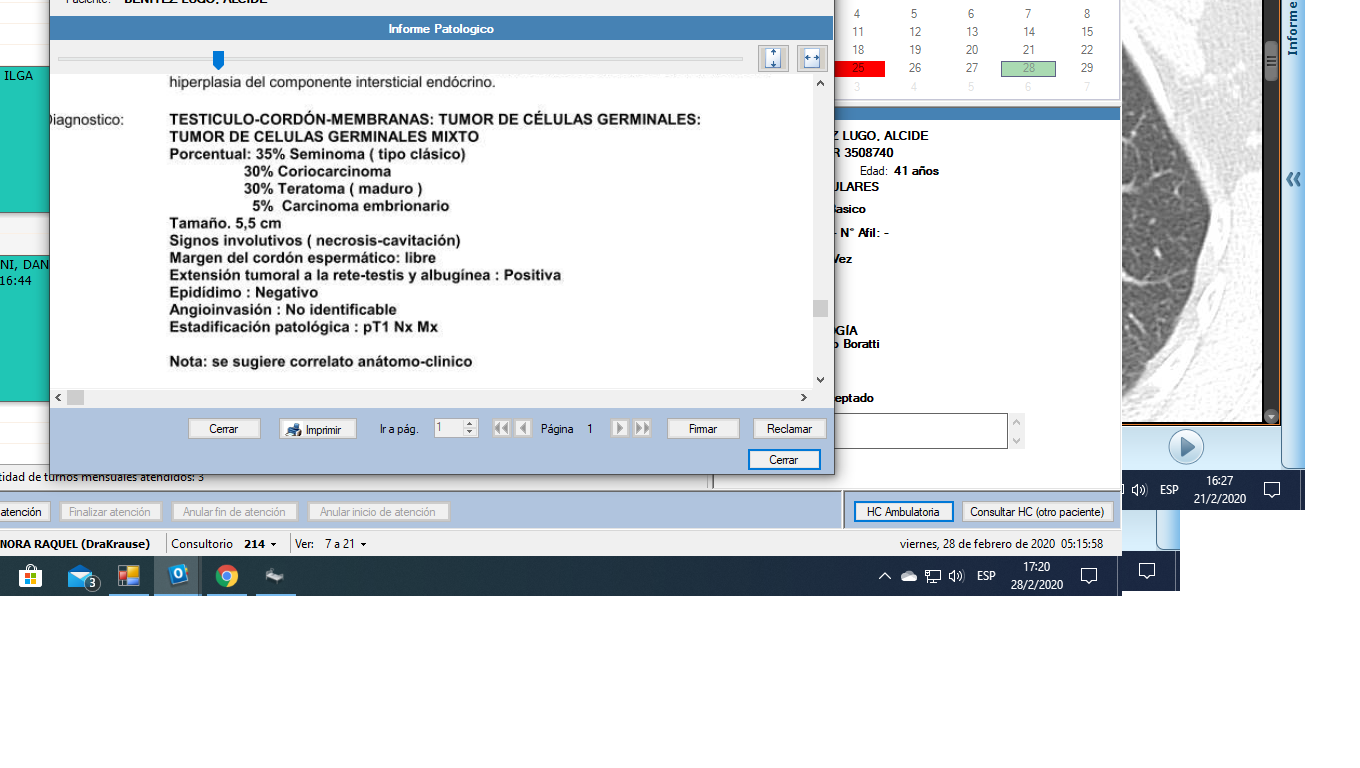 Paciente: BENITEZ LUGO, ALCIDE
Informe Patologico
hiperplasia del componente intersticial endócrino.
Diagnostico: TESTICULO-CORDÓN-MEMBRANAS: TUMOR DE CÉLULAS GERMINALES:
TUMOR DE CELULAS GERMINALES MIXTO
Porcentual: 35% Seminoma ( tipo clásico)
30% Coriocarcinoma
30% Teratoma ( maduro )
5% Carcinoma embrionario
Tamaño. 5,5 cm
Signos involutivos ( necrosis-cavitación)
Margen del cordón espermático: libre
Extensión tumoral a la rete-testis y albugínea : Positiva
Epidídimo : Negativo
Angioinvasión : No identificable
Estadificación patológica : pT1 Nx Mx
Nota: se sugiere correlato anátomo-clinico
Cerrar Imprimir Ir a pág. 1 Página 1 Firmar Reclamar
Cerrar
ILGA
NI, DAN
16:44
4 5 6 7 8
11 12 13 14 15
18 19 20 21 22
25 26 27 28 29
3 4 5 6 7
Z LUGO, ALCIDE
R 3508740
Edad: 41 años
ULARES
Basico
- N° Afil: -
Vez
GÍA
o Boratti
eptado
Informe
tidad de turnos mensuales atendidos: 3
atención Finalizar atención Anular fin de atención Anular inicio de atención
HC Ambulatoria Consultar HC (otro paciente)
NORA RAQUEL (DraKrause) Consultorio 214 Ver: 7 a 21
viernes, 28 de febrero de 2020 05:15:58
3
ESP 17:20
28/2/2020
ESP 16:27
21/2/2020